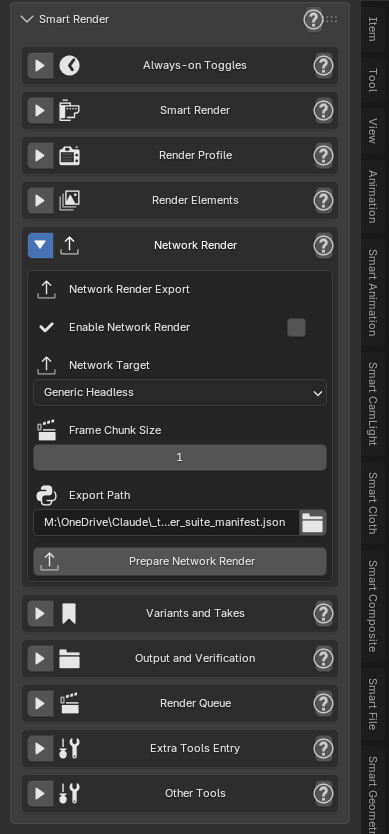 Smart Render
?
Always-on Toggles
?
Smart Render
?
Render Profile
?
Render Elements
?
Network Render
?
Network Render Export
Enable Network Render
Network Target
Generic Headless
Frame Chunk Size
1
Export Path
M:\OneDrive\Claude\_t...er_suite_manifest.json
Prepare Network Render
Variants and Takes
?
Output and Verification
?
Render Queue
?
Extra Tools Entry
?
Other Tools
?
Item
Tool
View
Animation
Smart Animation
Smart CamLight
Smart Cloth
Smart Composite
Smart File
Smart Geomet